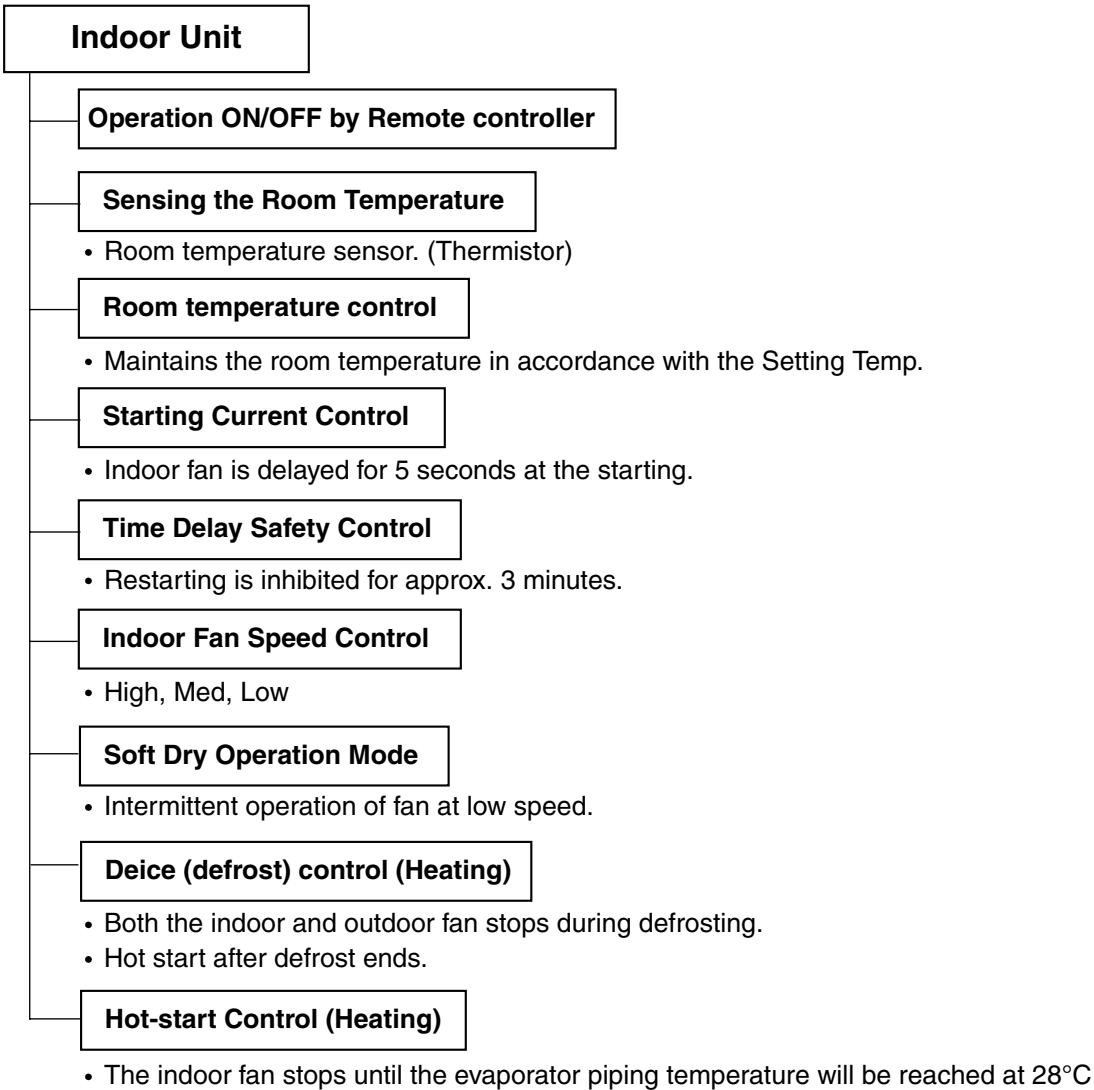 Indoor Unit
Operation ON/OFF by Remote controller
Sensing the Room Temperature
• Room temperature sensor. (Thermistor)
Room temperature control
• Maintains the room temperature in accordance with the Setting Temp.
Starting Current Control
• Indoor fan is delayed for 5 seconds at the starting.
Time Delay Safety Control
• Restarting is inhibited for approx. 3 minutes.
Indoor Fan Speed Control
• High, Med, Low
Soft Dry Operation Mode
• Intermittent operation of fan at low speed.
Deice (defrost) control (Heating)
• Both the indoor and outdoor fan stops during defrosting.
• Hot start after defrost ends.
Hot-start Control (Heating)
• The indoor fan stops until the evaporator piping temperature will be reached at 28°C